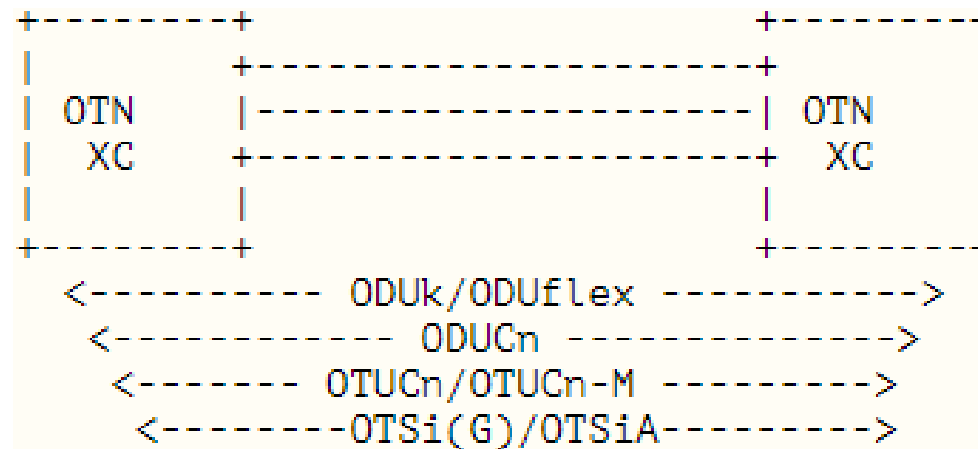 +--------+                     +---------
|        +---------------------+
| OTN    |---------------------| OTN
|  XC    +---------------------+  XC
|        |                     |
+--------+                     +---------
<---------- ODUk/ODUflex ----------->
<------------ ODUCn -------------->
<------- OTUCn/OTUCn-M ---------->
<--------OTSi(G)/OTSiA--------->